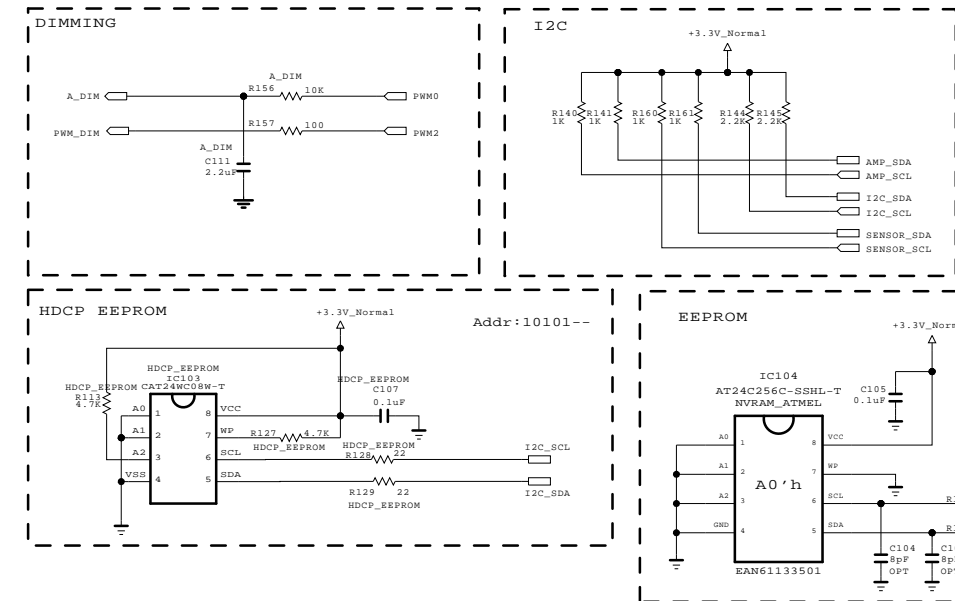 DIMMING
A_DIM
A_DIM
R156
10K
PWM0
PWM_DIM
R157
100
PWM2
A_DIM
C111
2.2uF
I2C
+3.3V_Normal
R140
1K
R141
1K
R160
1K
R161
1K
R144
2.2K
R145
2.2K
AMP_SDA
AMP_SCL
I2C_SDA
I2C_SCL
SENSOR_SDA
SENSOR_SCL
HDCP EEPROM
+3.3V_Normal
Addr:10101--
HDCP_EEPROM
IC103
CAT24WC08W-T
HDCP_EEPROM
R113
4.7K
HDCP_EEPROM
C107
0.1uF
A0
1
8
VCC
A1
2
7
WP
R127
4.7K
HDCP_EEPROM
A2
3
6
SCL
HDCP_EEPROM
R128
22
I2C_SCL
VSS
4
5
SDA
R129
22
HDCP_EEPROM
I2C_SDA
EEPROM
IC104
AT24C256C-SSHL-T
NVRAM_ATMEL
C105
0.1uF
A0
1
8
VCC
A1
2
7
WP
A0'h
A2
3
6
SCL
GND
4
5
SDA
EAN61133501
C104
8pF
OPT